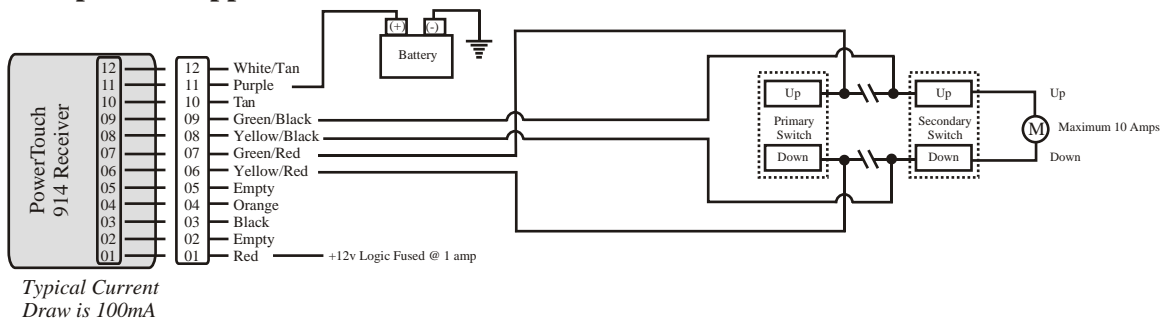 (+) (-)
Battery
PowerTouch
914 Receiver
12 12 White/Tan
11 11 Purple
10 10 Tan
09 09 Green/Black
08 08 Yellow/Black
07 07 Green/Red
06 06 Yellow/Red
05 05 Empty
04 04 Orange
03 03 Black
02 02 Empty
01 01 Red +12v Logic Fused @ 1 amp
Typical Current
Draw is 100mA
Up
Primary
Switch
Down
Up
Secondary
Switch
Down
Up
M Maximum 10 Amps
Down